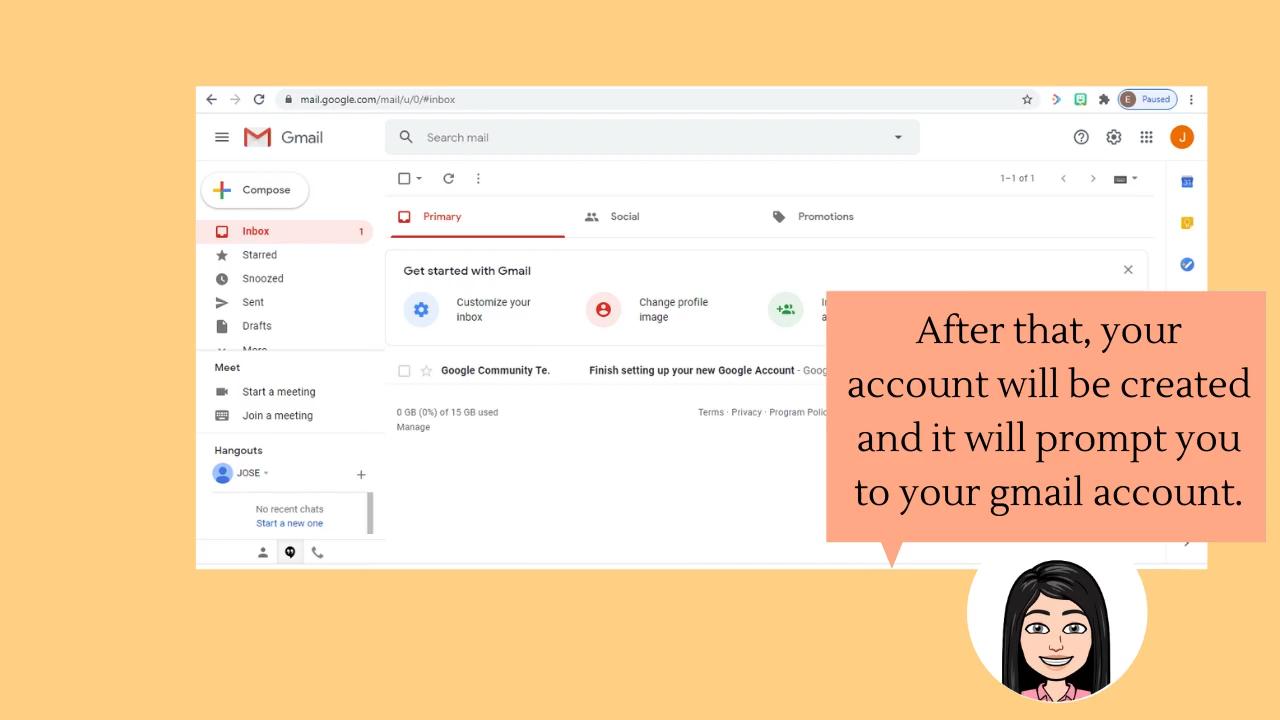 mail.google.com/mail/u/0/#inbox
E Paused
Gmail
Search mail
J
Compose
1–1 of 1
Primary
Social
Promotions
Inbox 1
Starred
Snoozed
Sent
Drafts
More
Get started with Gmail
Customize your
inbox
Change profile
image
Google Community Te.
Finish setting up your new Google Account -
0 GB (0%) of 15 GB used
Manage
Terms · Privacy · Program
Meet
Start a meeting
Join a meeting
Hangouts
JOSE
No recent chats
Start a new one
31
After that, your
account will be created
and it will prompt you
to your gmail account.